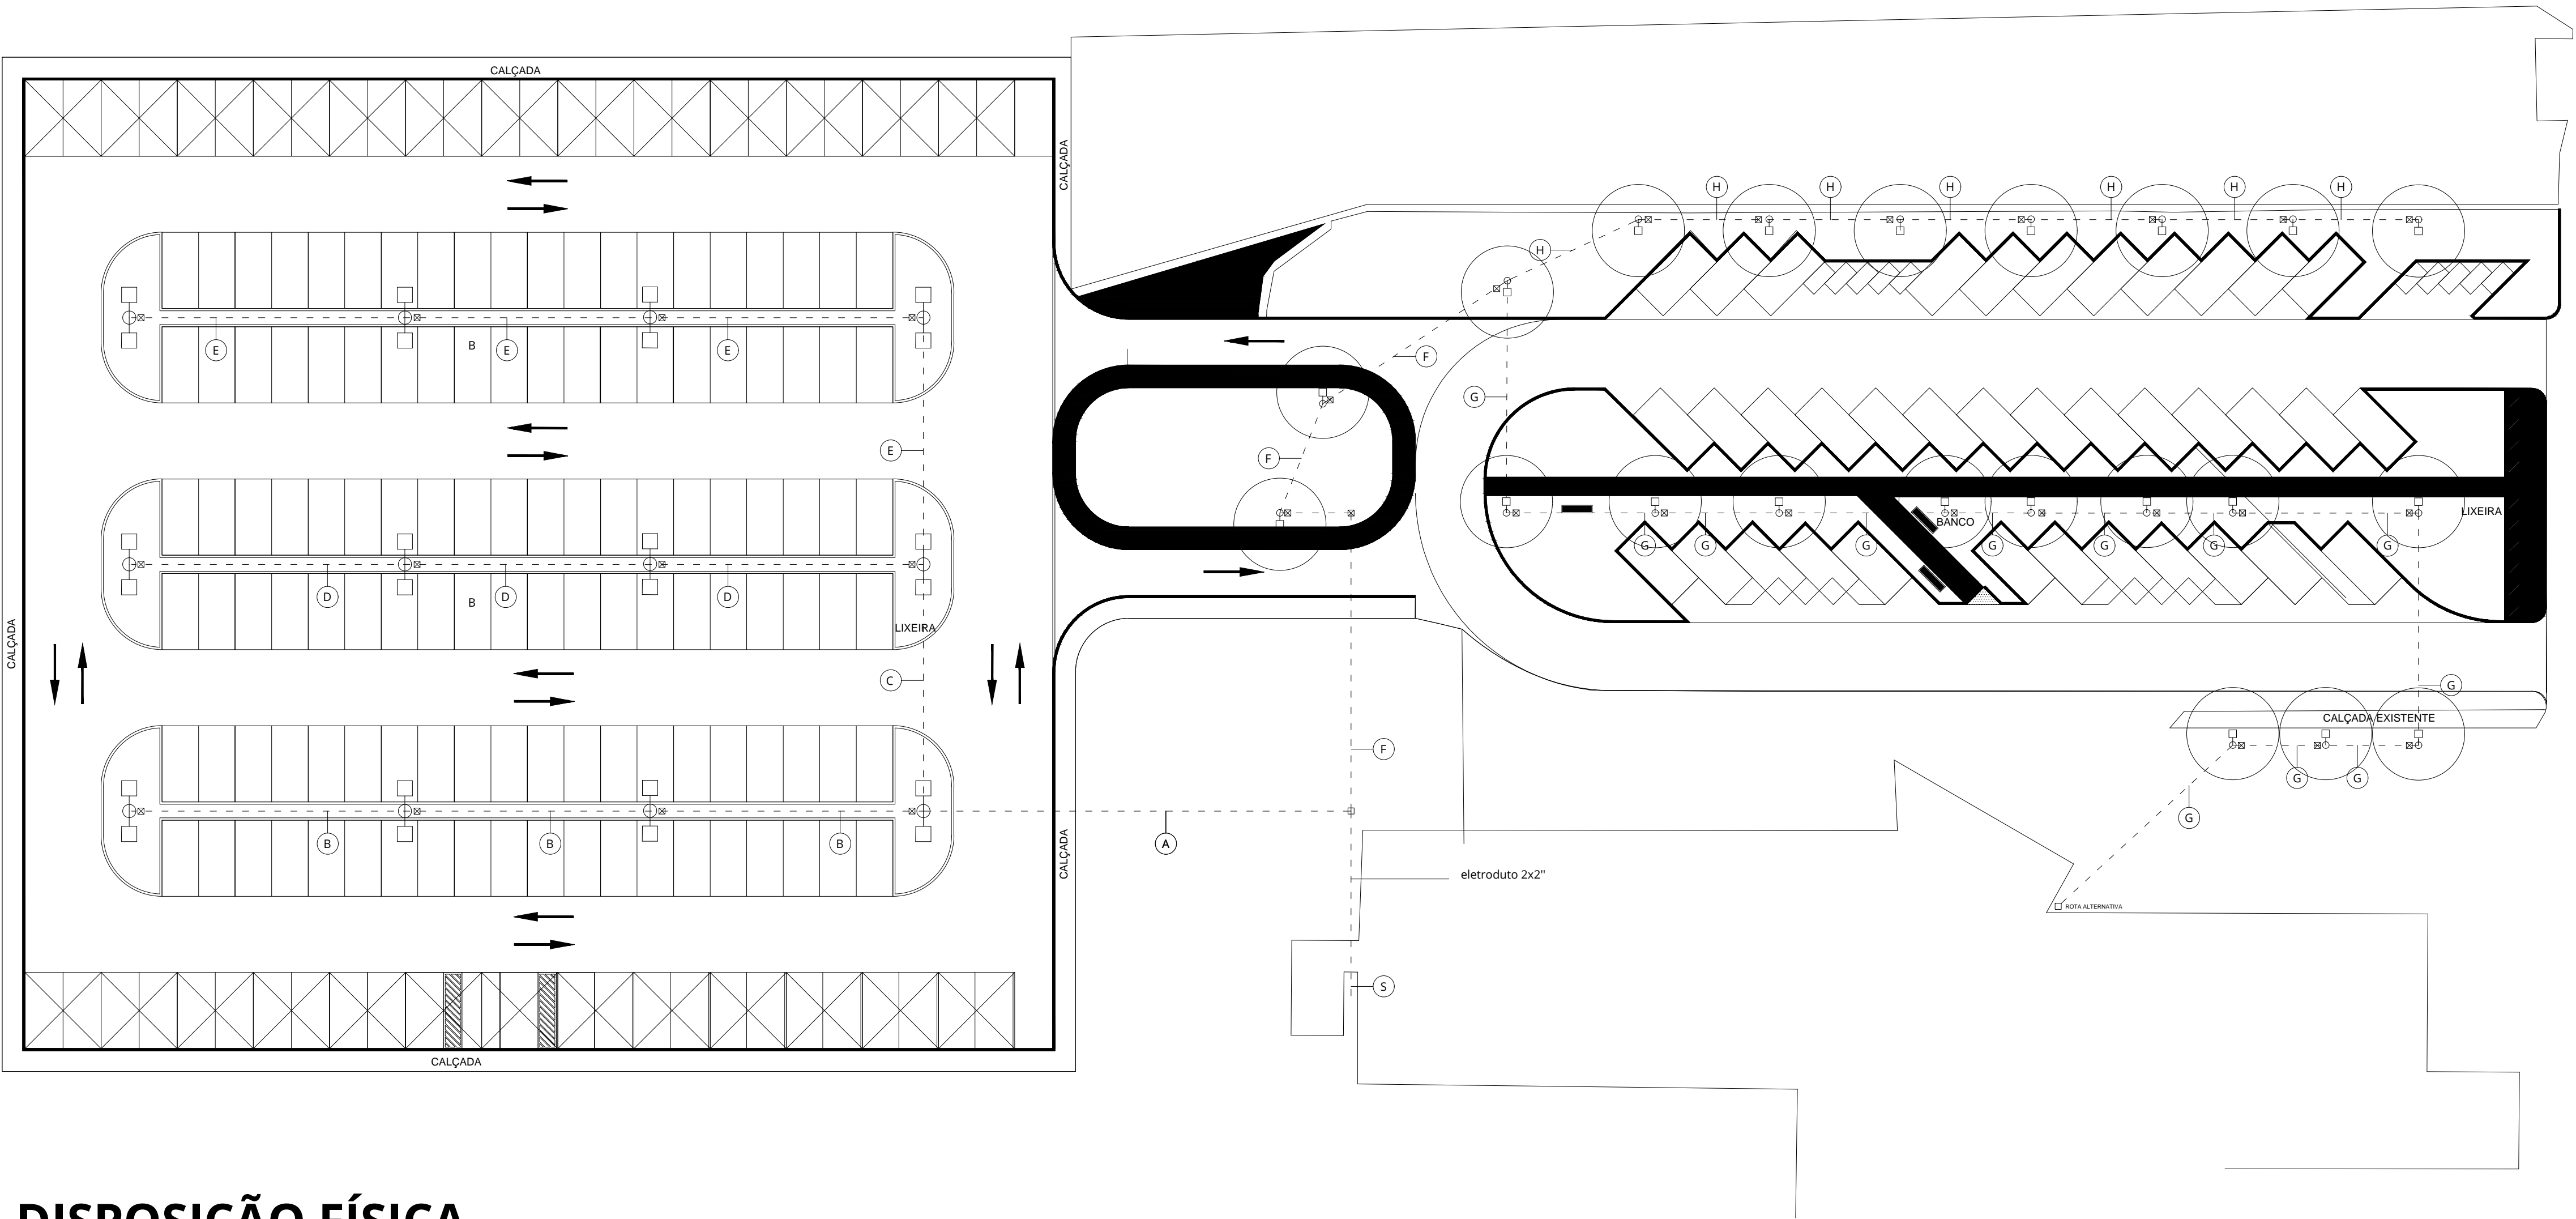 CALÇADA
CALÇADA
H
H
H
H
H
H
H
B
E
E
E
F
G
E
F
BANCO
LIXEIRA
G
G
G
G
G
G
G
D
B
D
D
LIXEIRA
CALÇADA
C
G
CALÇADA EXISTENTE
F
G
G
G
B
B
B
A
CALÇADA
eletroduto 2x2"
ROTA ALTERNATIVA
S
CALÇADA
DISPOSIÇÃO FÍSICA